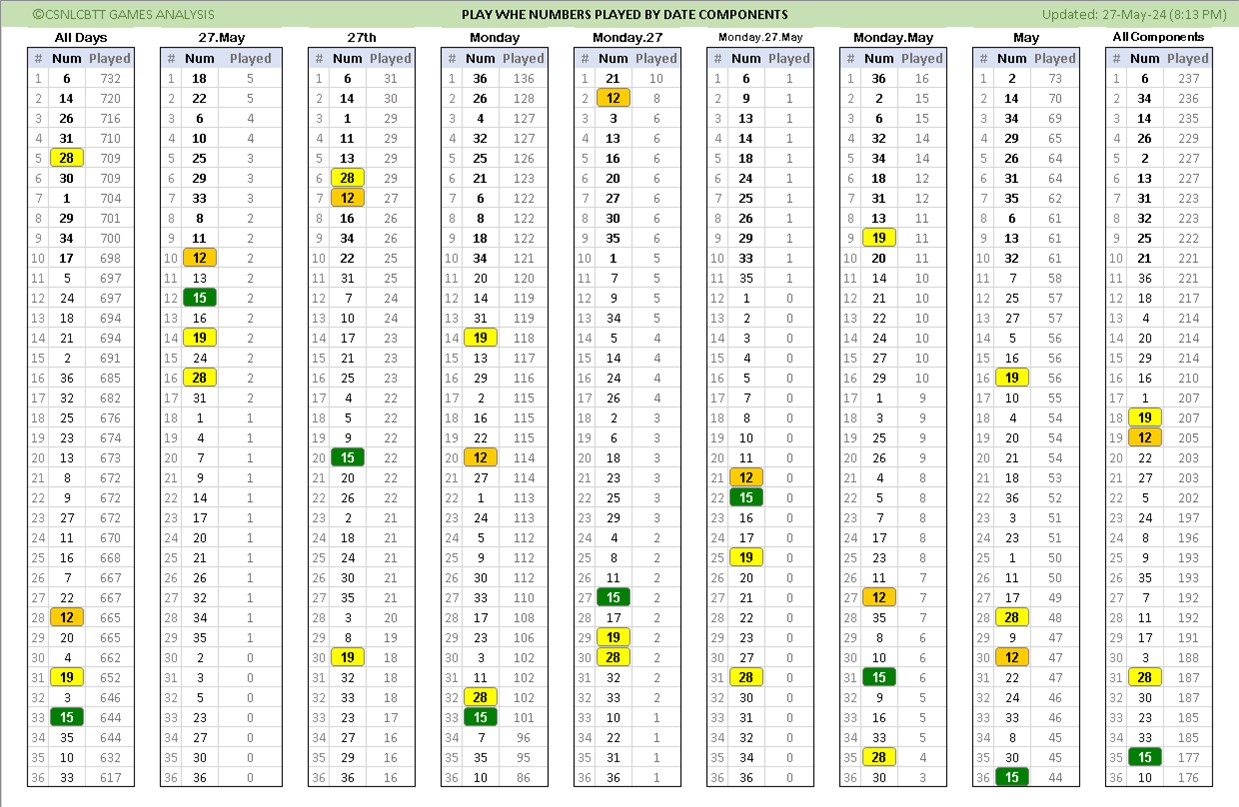 ©CSNLCBTT GAMES ANALYSIS PLAY WHE NUMBERS PLAYED BY DATE COMPONENTS Updated: 27-May-24 (8:13 PM)
All Days 27.May 27th Monday Monday.27 Monday.27.May Monday.May May All Components
# Num Played # Num Played # Num Played # Num Played # Num Played # Num Played # Num Played # Num Played # Num Played
1 6 732 1 18 5 1 6 31 1 36 136 1 21 10 1 6 1 1 36 16 1 2 73 1 6 237
2 14 720 2 22 5 2 14 30 2 26 128 2 12 8 2 9 1 2 2 15 2 14 70 2 34 236
3 26 716 3 6 4 3 1 29 3 4 127 3 3 6 3 13 1 3 6 15 3 34 69 3 14 235
4 31 710 4 10 4 4 11 29 4 32 127 4 13 6 4 14 1 4 32 14 4 29 65 4 26 229
5 28 709 5 25 3 5 13 29 5 25 126 5 16 6 5 18 1 5 34 14 5 26 64 5 2 227
6 30 709 6 29 3 6 28 29 6 21 123 6 20 6 6 24 1 6 18 12 6 31 64 6 13 227
7 1 704 7 33 3 7 12 27 7 6 122 7 27 6 7 25 1 7 31 12 7 35 62 7 31 223
8 29 701 8 8 2 8 16 26 8 8 122 8 30 6 8 26 1 8 13 11 8 6 61 8 32 223
9 34 700 9 11 2 9 34 26 9 18 122 9 35 6 9 29 1 9 19 11 9 13 61 9 25 222
10 17 698 10 12 2 10 22 25 10 34 121 10 1 5 10 33 1 10 20 11 10 32 61 10 21 221
11 5 697 11 13 2 11 31 25 11 20 120 11 7 5 11 35 1 11 14 10 11 7 58 11 36 221
12 24 697 12 15 2 12 7 24 12 14 119 12 9 5 12 1 0 12 21 10 12 25 57 12 18 217
13 18 694 13 16 2 13 10 24 13 31 119 13 34 5 13 2 0 13 22 10 13 27 57 13 4 214
14 21 694 14 19 2 14 17 23 14 19 118 14 5 4 14 3 0 14 24 10 14 5 56 14 20 214
15 2 691 15 24 2 15 21 23 15 13 117 15 14 4 15 4 0 15 27 10 15 16 56 15 29 214
16 36 685 16 28 2 16 25 23 16 29 116 16 24 4 16 5 0 16 29 10 16 19 56 16 16 210
17 32 682 17 31 2 17 4 22 17 2 115 17 26 4 17 7 0 17 1 9 17 10 55 17 1 207
18 25 676 18 1 1 18 5 22 18 16 115 18 2 3 18 8 0 18 3 9 18 4 54 18 19 207
19 23 674 19 4 1 19 9 22 19 22 115 19 6 3 19 10 0 19 25 9 19 20 54 19 12 205
20 13 673 20 7 1 20 15 22 20 12 114 20 18 3 20 11 0 20 26 9 20 21 54 20 22 203
21 8 672 21 9 1 21 20 22 21 27 114 21 23 3 21 12 0 21 4 8 21 18 53 21 27 203
22 9 672 22 14 1 22 26 22 22 1 113 22 25 3 22 15 0 22 5 8 22 36 52 22 5 202
23 27 672 23 17 1 23 2 21 23 24 113 23 29 3 23 16 0 23 7 8 23 3 51 23 24 197
24 11 670 24 20 1 24 18 21 24 5 112 24 4 2 24 17 0 24 17 8 24 23 51 24 8 196
25 16 668 25 21 1 25 24 21 25 9 112 25 8 2 25 19 0 25 23 8 25 1 50 25 9 193
26 7 667 26 26 1 26 30 21 26 30 112 26 11 2 26 20 0 26 11 7 26 11 50 26 35 193
27 22 667 27 32 1 27 35 21 27 33 110 27 15 2 27 21 0 27 12 7 27 17 49 27 7 192
28 12 665 28 34 1 28 3 20 28 17 108 28 17 2 28 22 0 28 35 7 28 28 48 28 11 192
29 20 665 29 35 1 29 8 19 29 23 106 29 19 2 29 23 0 29 8 6 29 9 47 29 17 191
30 4 662 30 2 0 30 19 18 30 3 102 30 28 2 30 27 0 30 10 6 30 12 47 30 3 188
31 19 652 31 3 0 31 32 18 31 11 102 31 32 2 31 28 0 31 15 6 31 22 47 31 28 187
32 3 646 32 5 0 32 33 18 32 28 102 32 33 2 32 30 0 32 9 5 32 24 46 32 30 187
33 15 644 33 23 0 33 23 17 33 15 101 33 10 1 33 31 0 33 16 5 33 33 46 33 23 185
34 35 644 34 27 0 34 27 16 34 7 96 34 22 1 34 32 0 34 33 5 34 8 45 34 33 185
35 10 632 35 30 0 35 29 16 35 35 95 35 31 1 35 34 0 35 28 4 35 30 45 35 15 177
36 33 617 36 36 0 36 36 16 36 10 86 36 36 1 36 36 0 36 30 3 36 15 44 36 10 176